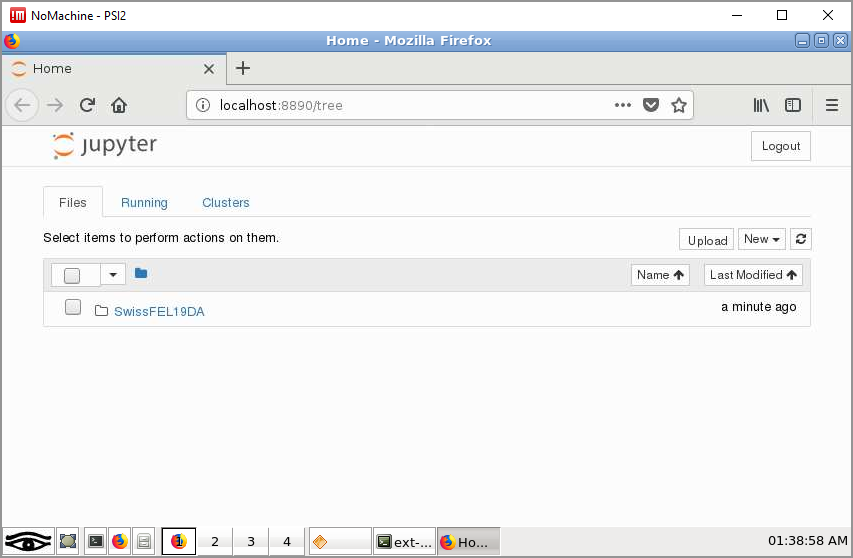 NoMachine - PSI2
Home - Mozilla Firefox
Home
localhost:8890/tree
jupyter
Logout
Files Running Clusters
Select items to perform actions on them.
Upload New
Name Last Modified
SwissFEL19DA a minute ago
1 2 3 4 ext-... Ho... 01:38:58 AM